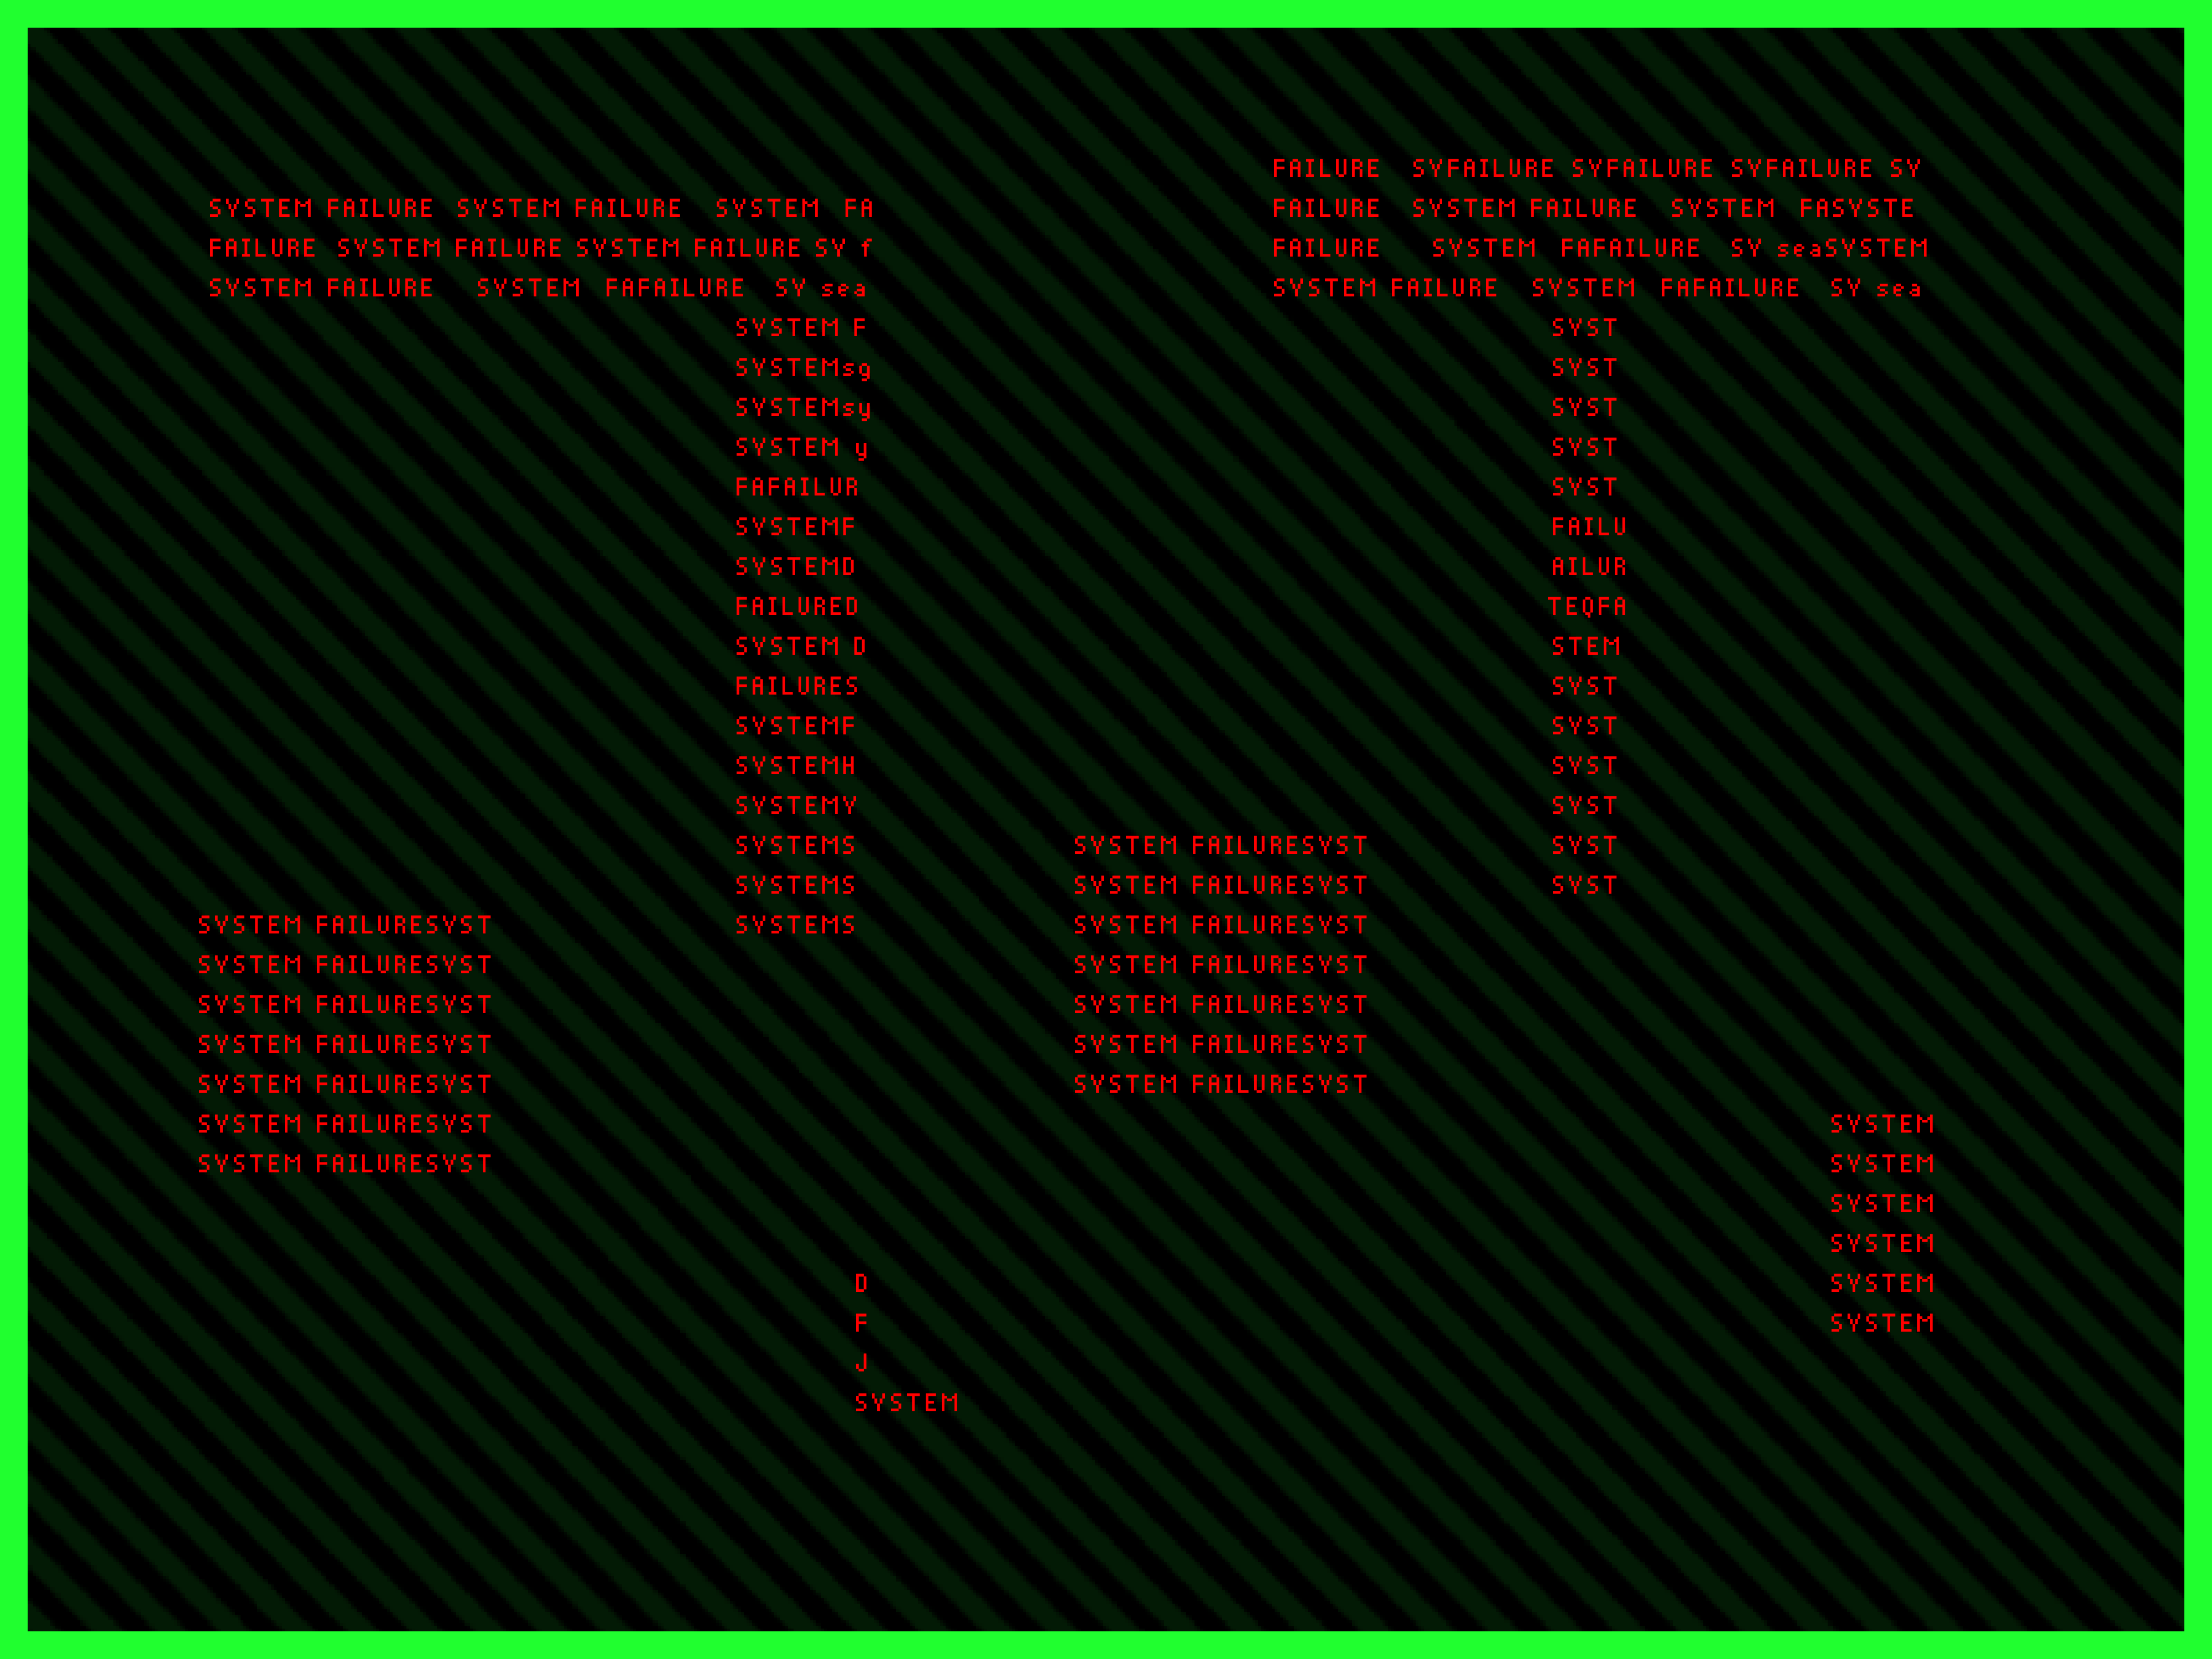 FAILURE SYFAILURE SYFAILURE SYFAILURE SY
SYSTEM FAILURE SYSTEM FAILURE SYSTEM FA FAILURE SYSTEM FAILURE SYSTEM FASYSTE
FAILURE SYSTEM FAILURE SYSTEM FAILURE SY f FAILURE SYSTEM FAFAILURE SY seaSYSTEM
SYSTEM FAILURE SYSTEM FAFAILURE SY sea SYSTEM FAILURE SYSTEM FAFAILURE SY sea
SYSTEM F SYST
SYSTEMsg SYST
SYSTEMsy SYST
SYSTEM y SYST
FAFAILUR SYST
SYSTEMF FAILU
SYSTEMD AILUR
FAILURED TEQFA
SYSTEM D STEM
FAILURES SYST
SYSTEMF SYST
SYSTEMH SYST
SYSTEMY SYST
SYSTEMS SYSTEM FAILURESYST SYST
SYSTEMS SYSTEM FAILURESYST SYST
SYSTEM FAILURESYST SYSTEMS SYSTEM FAILURESYST
SYSTEM FAILURESYST SYSTEM FAILURESYST
SYSTEM FAILURESYST SYSTEM FAILURESYST
SYSTEM FAILURESYST SYSTEM FAILURESYST
SYSTEM FAILURESYST SYSTEM FAILURESYST
SYSTEM FAILURESYST SYSTEM
SYSTEM FAILURESYST SYSTEM
SYSTEM
SYSTEM
D SYSTEM
F SYSTEM
J
SYSTEM